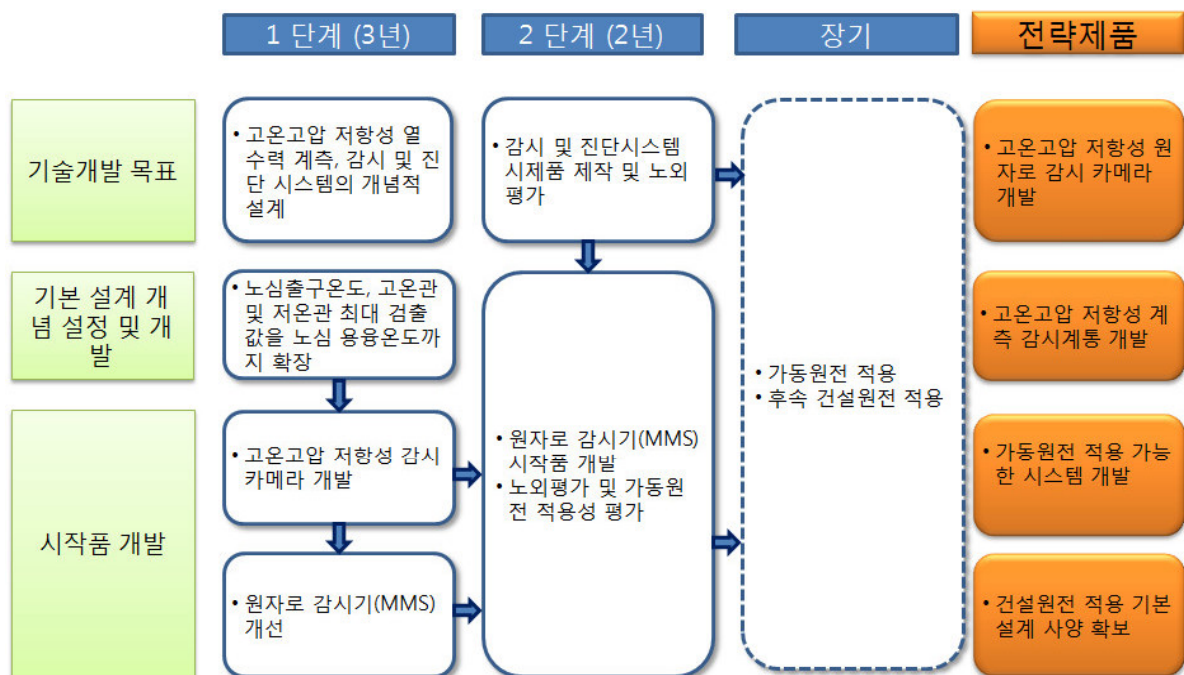 1 단계 (3년)
2 단계 (2년)
장기
전략제품
기술개발 목표
• 고온고압 저항성 열
수력 계측, 감시 및 진
단 시스템의 개념적
설계
• 감시 및 진단시스템
시제품 제작 및 노외
평가
• 고온고압 저항성 원
자로 감시 카메라
개발
기본 설계 개
념 설정 및 개
발
• 노심출구온도, 고온관
및 저온관 최대 검출
값을 노심 용융온도까
지 확장
• 고온고압 저항성 계
측 감시계통 개발
시작품 개발
• 고온고압 저항성 감시
카메라 개발
• 원자로 감시기(MMS)
개선
• 원자로 감시기(MMS)
시작품 개발
• 노외평가 및 가동원
전 적용성 평가
• 가동원전 적용
• 후속 건설원전 적용
• 가동원전 적용 가능
한 시스템 개발
• 건설원전 적용 기본
설계 사양 확보